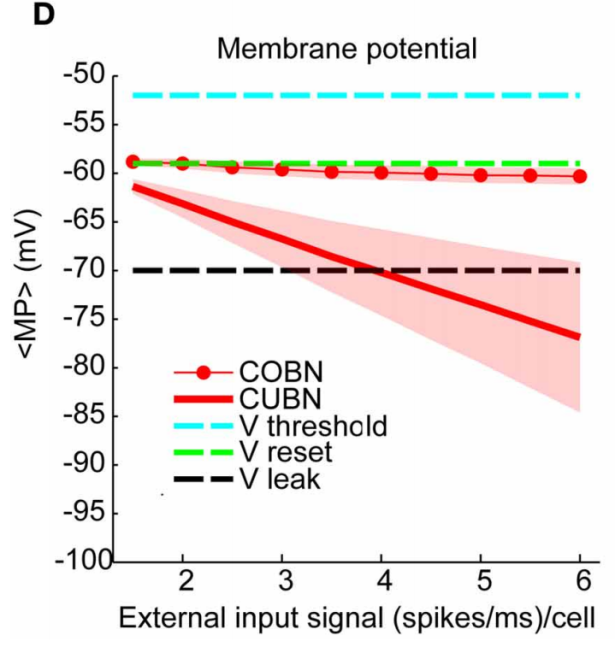 D
Membrane potential
-50
-55
-60
-65
-70
-75
-80
-85
-90
-95
-100
<MP> (mV)
COBN
CUBN
V threshold
V reset
V leak
2 3 4 5 6
External input signal (spikes/ms)/cell